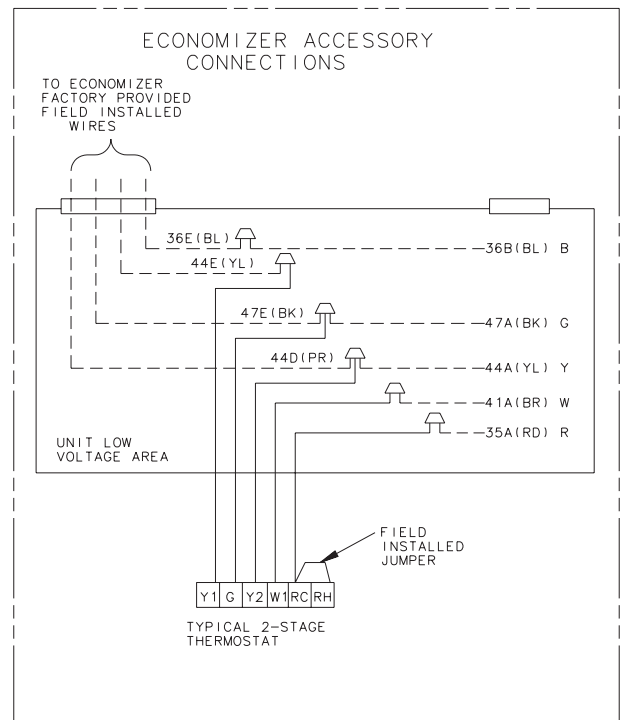 ECONOMIZER ACCESSORY
CONNECTIONS
TO ECONOMIZER
FACTORY PROVIDED
FIELD INSTALLED
WIRES
36E(BL)
36B(BL) B
44E(YL)
47E(BK)
47A(BK) G
44D(PR)
44A(YL) Y
41A(BR) W
35A(RD) R
UNIT LOW
VOLTAGE AREA
FIELD
INSTALLED
JUMPER
Y1 G Y2 W1 RC RH
TYPICAL 2-STAGE
THERMOSTAT